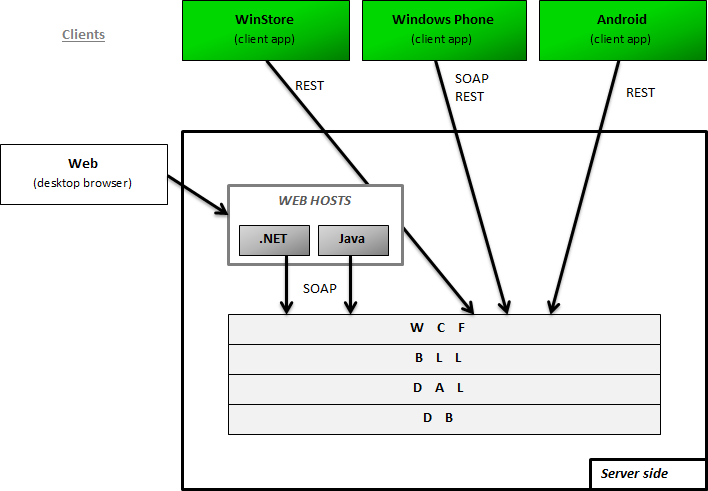 Clients
WinStore
(client app)
Windows Phone
(client app)
Android
(client app)
REST
SOAP
REST
REST
Web
(desktop browser)
WEB HOSTS
.NET
Java
SOAP
W C F
B L L
D A L
D B
Server side